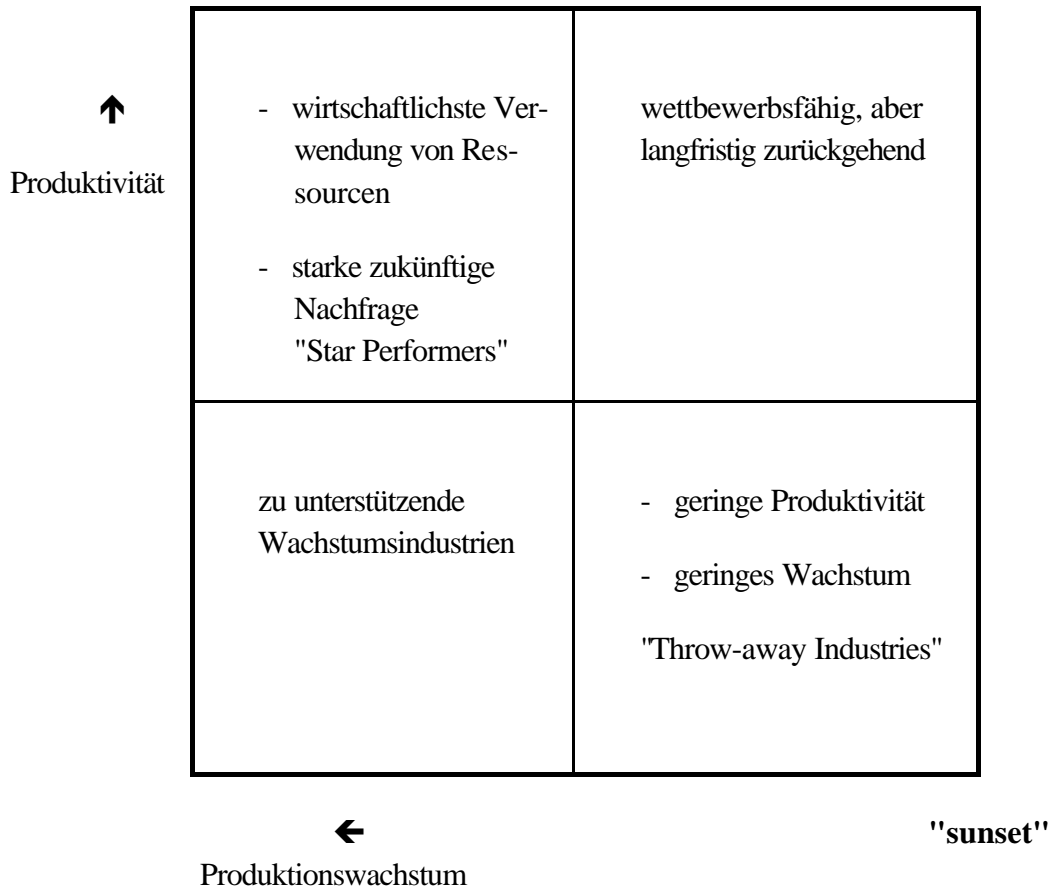 Produktivität
- wirtschaftlichste Ver-
wendung von Res-
sourcen
- starke zukünftige
Nachfrage
"Star Performers"
wettbewerbsfähig, aber
langfristig zurückgehend
zu unterstützende
Wachstumsindustrien
- geringe Produktivität
- geringes Wachstum
"Throw-away Industries"
"sunset"
Produktionswachstum